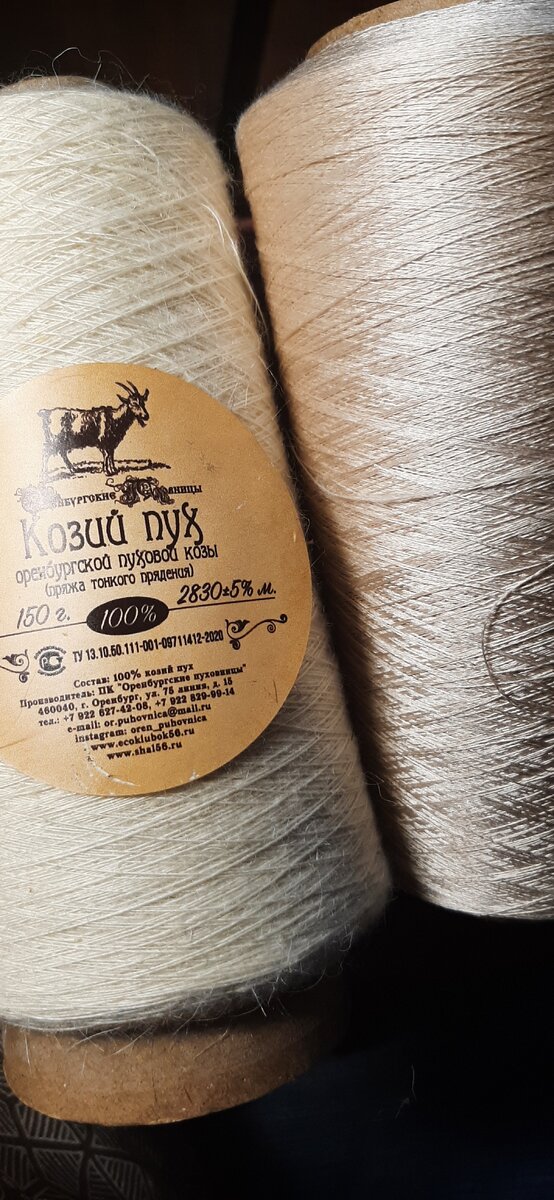 Козий пух
оренбургской пуховой козы
(пряжа тонкого прядения)
150 г. 100% 2830±5% м.
ТУ 13.10.50.111-001-09711412-2020
Состав: 100% козий пух
Производитель: ПК "Оренбургские пуховницы"
460040, г. Оренбург, ул. 75 линия, д. 15
тел.: +7 922 627-42-08, +7 922 829-99-14
e-mail: or.puhovnica@mail.ru
instagram: oren_puhovnica
www.ecoklubok56.ru
www.shal56.ru